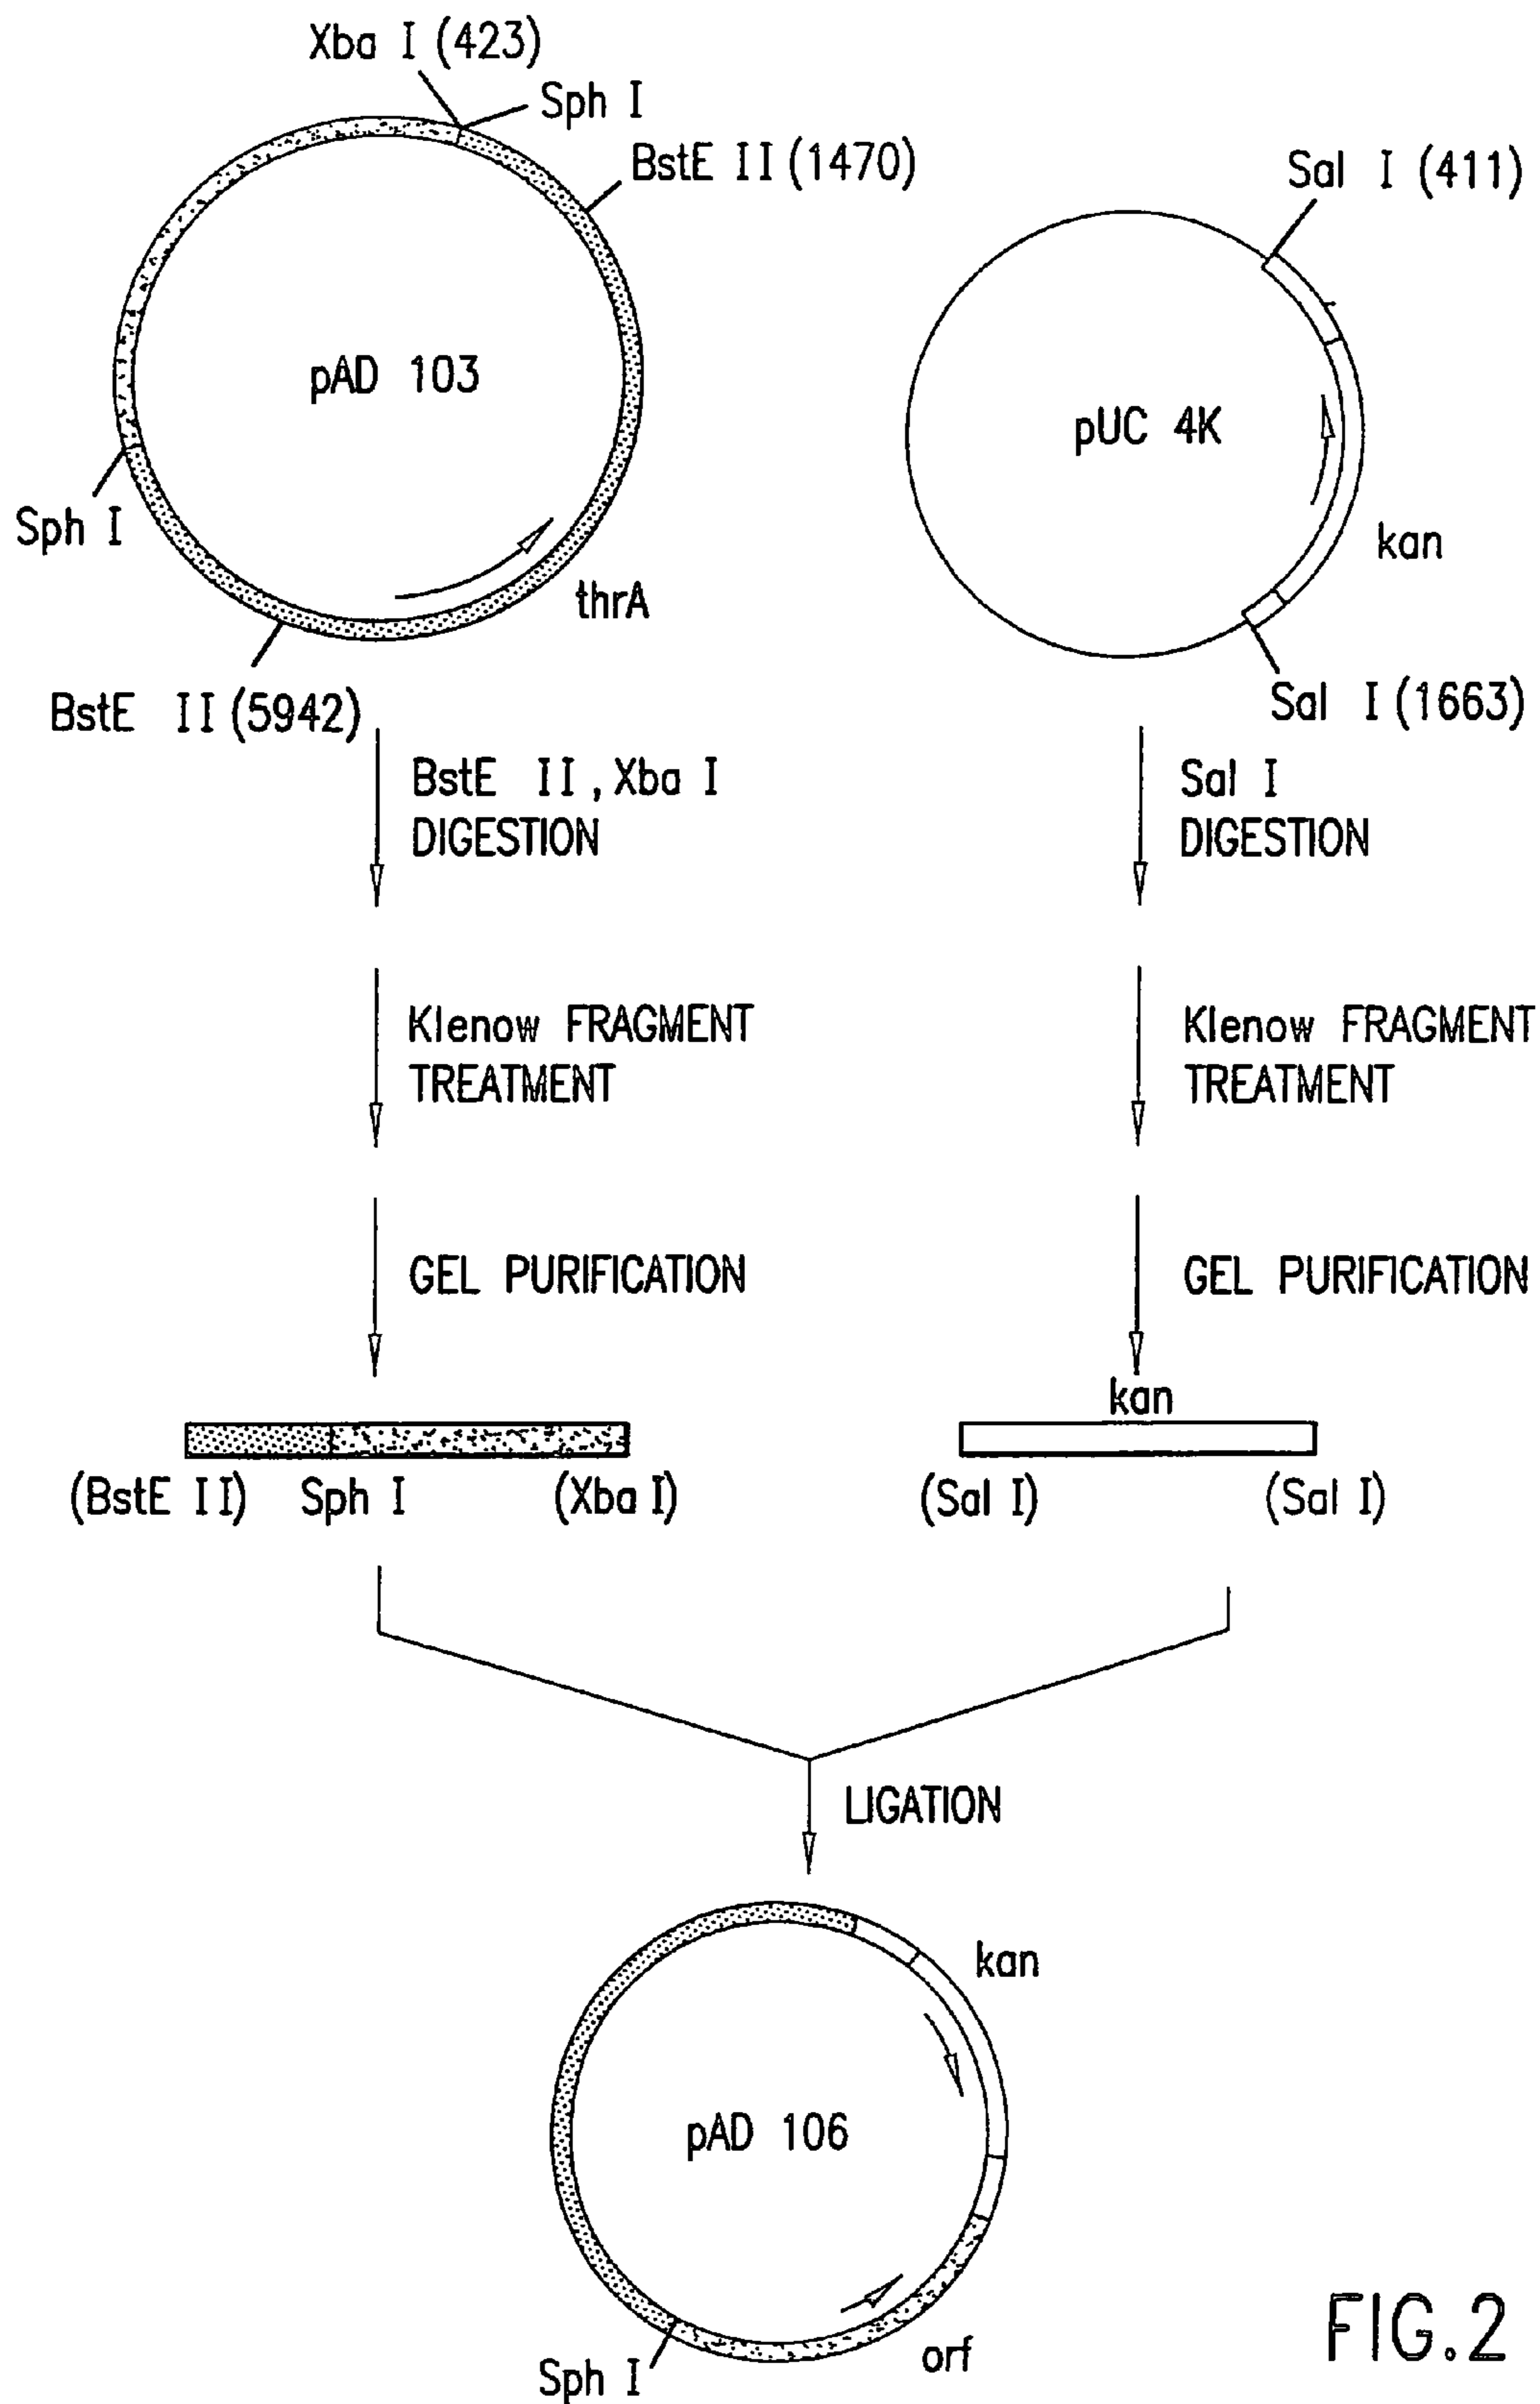 Xba I (423)
Sph I
BstE II (1470)
pAD 103
Sph I
thrA
BstE II (5942)
Sal I (411)
pUC 4K
kan
Sal I (1663)
BstE II, Xba I
DIGESTION
Sal I
DIGESTION
Klenow FRAGMENT
TREATMENT
Klenow FRAGMENT
TREATMENT
GEL PURIFICATION
GEL PURIFICATION
(BstE II) Sph I (Xba I)
kan
(Sal I) (Sal I)
LIGATION
kan
pAD 106
Sph I
orf
FIG.2